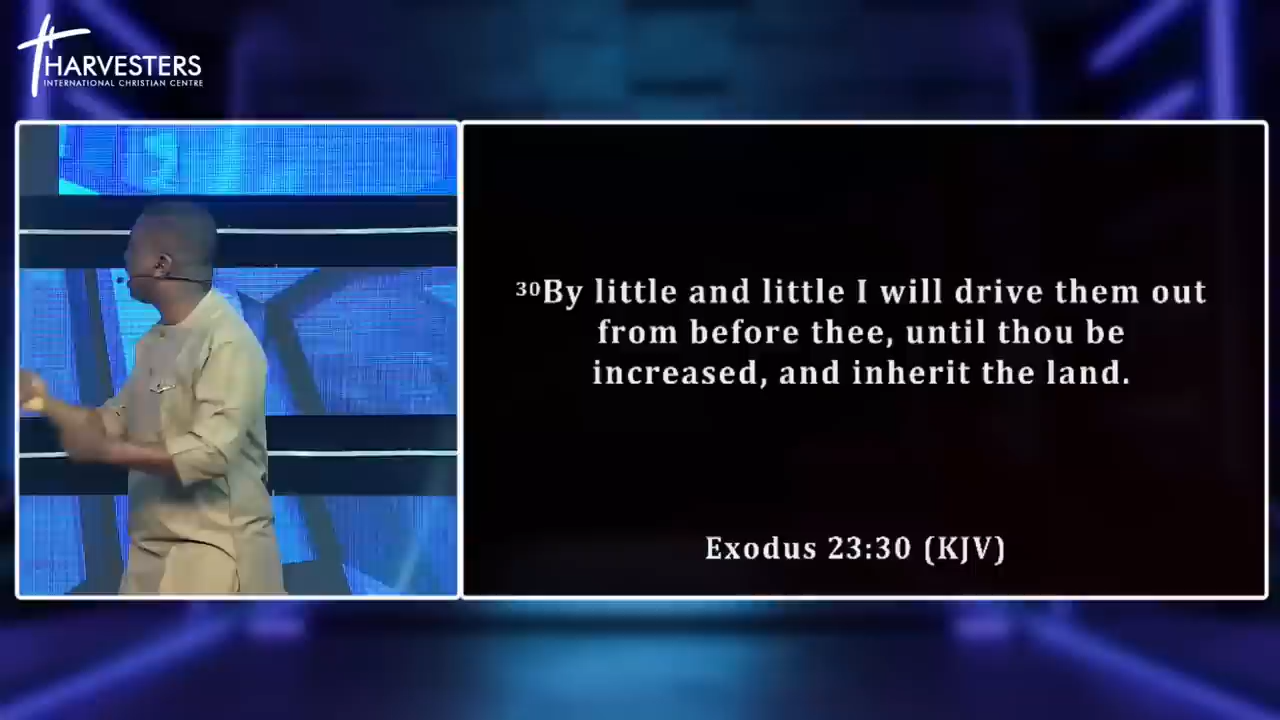 HARVESTERS
INTERNATIONAL CHRISTIAN CENTRE
30By little and little I will drive them out
from before thee, until thou be
increased, and inherit the land.
Exodus 23:30 (KJV)